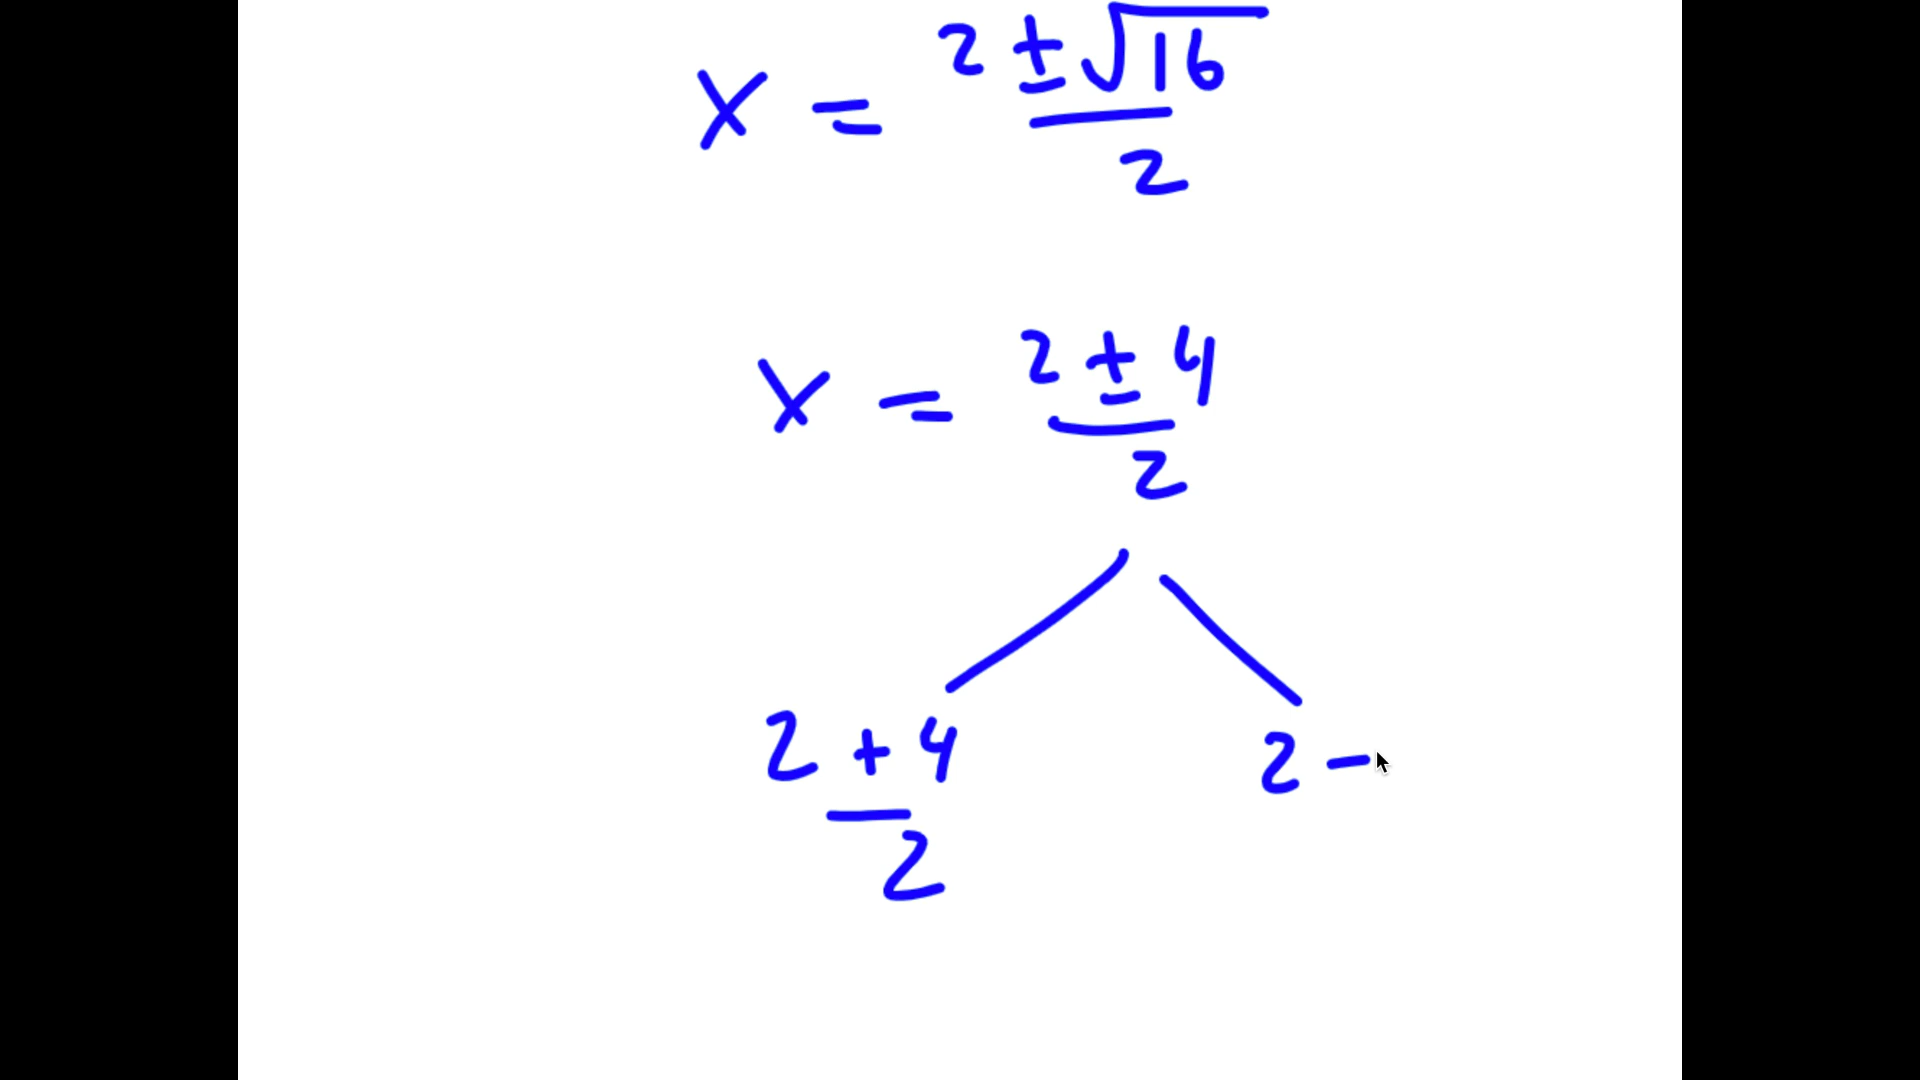 x = 2 ± √16
2
x = 2 ± 4
2
2 + 4
2
2 -